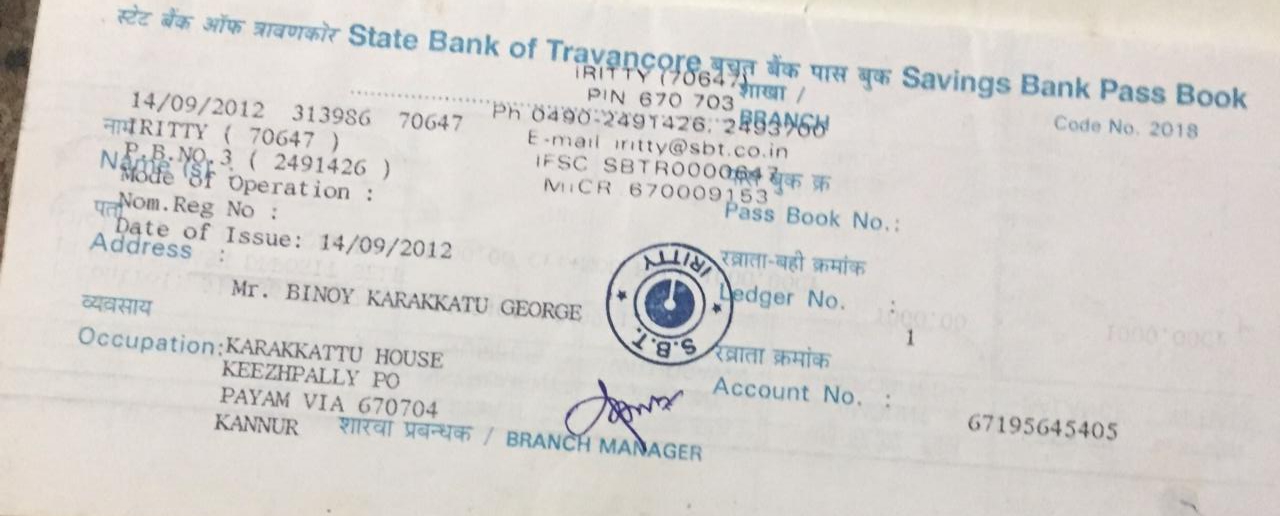 स्टेट बैंक ऑफ त्रावणकोर State Bank of Travancore बचत बैंक पास बुक Savings Bank Pass Book
IRITTY (70647)
शाखा /
PIN 670 703
BRANCH
Code No. 2018
14/09/2012 313986 70647
Ph 0490-2491426, 2493700
नाम
IRITTY ( 70647 )
E-mail iritty@sbt.co.in
P.B.NO.3 ( 2491426 )
IFSC SBTR0000647
पास बुक क्र
Name (s)
Mode of Operation :
MICR 670009153
Pass Book No.:
पता
Nom.Reg No :
Date of Issue: 14/09/2012
Address :
खाता-बही क्रमांक
Ledger No. :
1
Mr. BINOY KARAKKATU GEORGE
S.B.T. IRITTY
व्यवसाय
Occupation:
KARAKKATTU HOUSE
खाता क्रमांक
KEEZHPALLY PO
Account No. :
67195645405
PAYAM VIA 670704
KANNUR
शाखा प्रबन्धक / BRANCH MANAGER